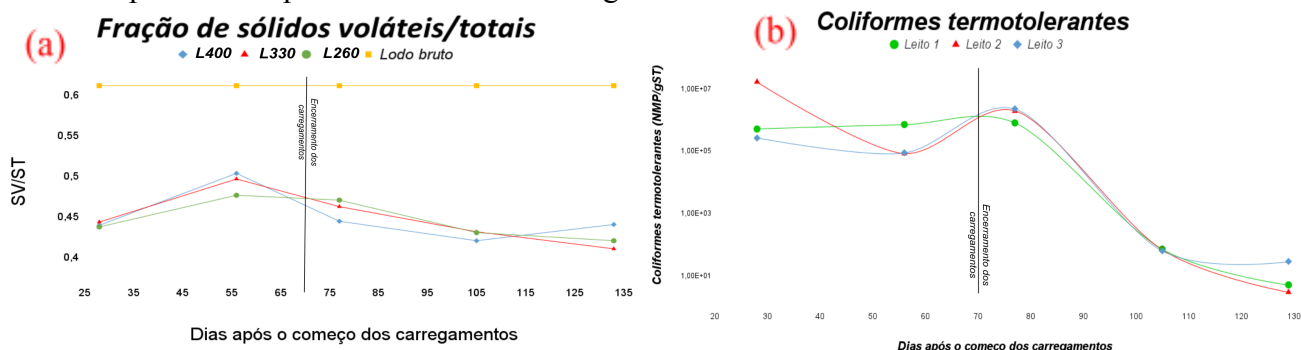 (a) Fração de sólidos voláteis/totais
L400 L330 L260 Lodo bruto
0,6
0,55
0,5
0,45
0,4
SV/ST
Encerramento dos
carregamentos
25 35 45 55 65 75 85 95 105 115 125 135
Dias após o começo dos carregamentos
(b) Coliformes termotolerantes
Leito 1 Leito 2 Leito 3
1,00E+07
1,00E+05
1,00E+03
1,00E+01
Coliformes termotolerantes (NMP/gST)
Encerramento dos
carregamentos
20 30 40 50 60 70 80 90 100 110 120 130
Dias após o começo dos carregamentos